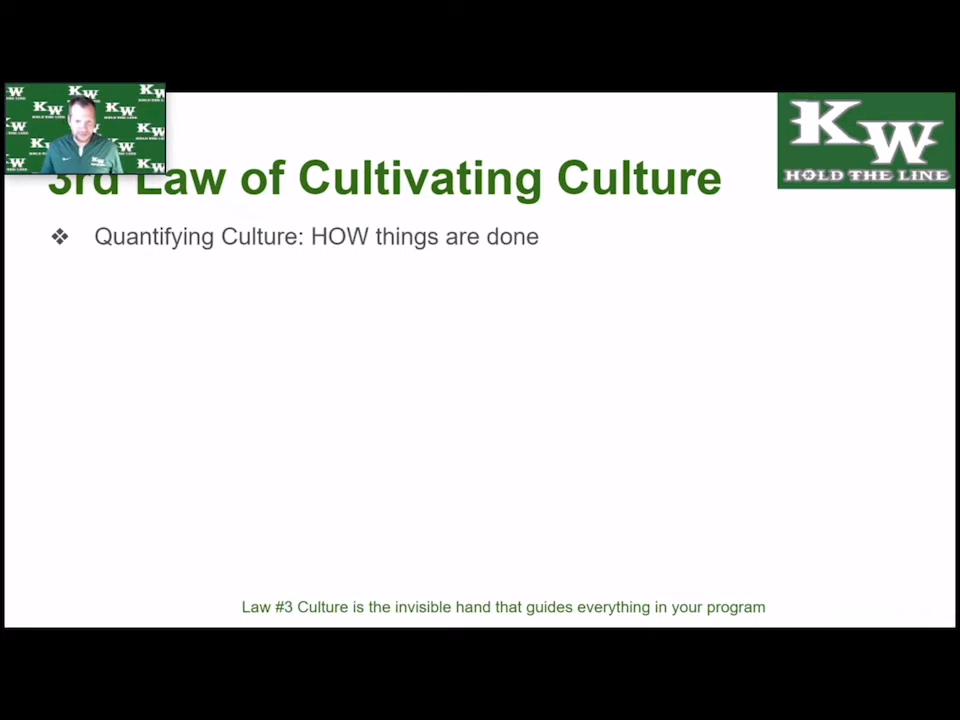 KW
HOLD THE LINE
3rd Law of Cultivating Culture
❖ Quantifying Culture: HOW things are done
Law #3 Culture is the invisible hand that guides everything in your program